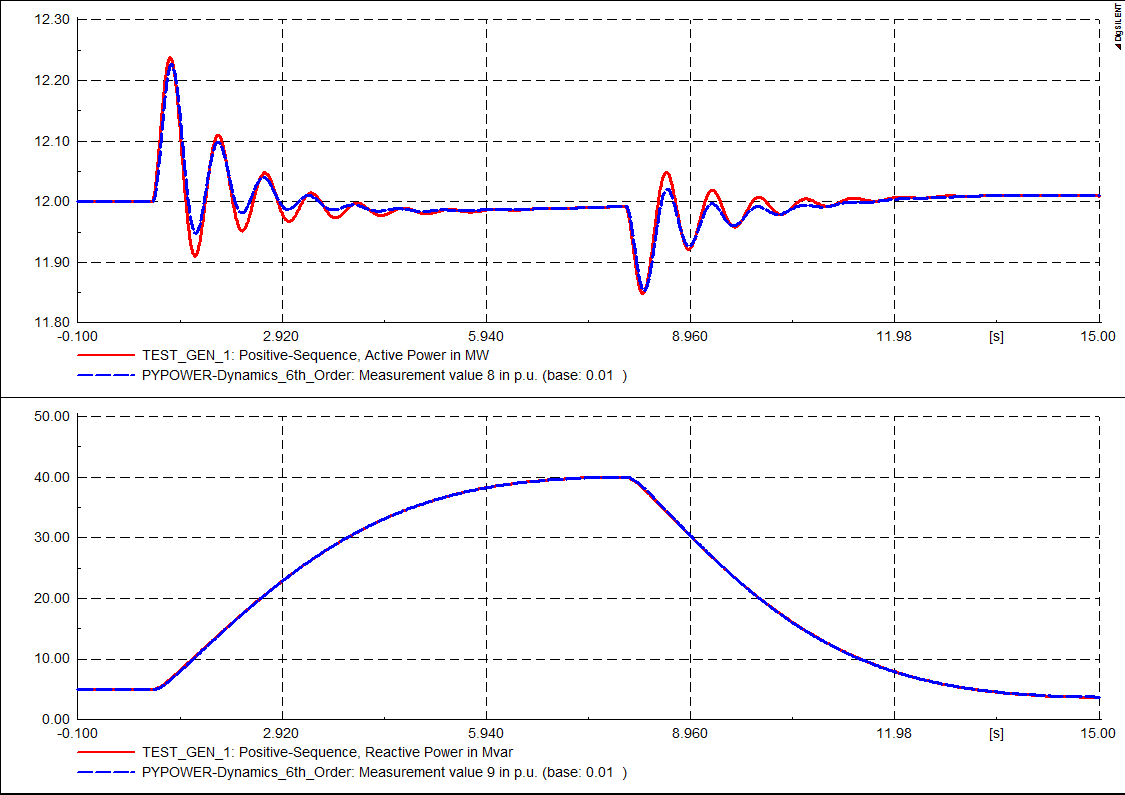 DIgSILENT
12.30
12.20
12.10
12.00
11.90
11.80
-0.100 2.920 5.940 8.960 11.98 [s] 15.00
TEST_GEN_1: Positive-Sequence, Active Power in MW
PYPOWER-Dynamics_6th_Order: Measurement value 8 in p.u. (base: 0.01 )
50.00
40.00
30.00
20.00
10.00
0.00
-0.100 2.920 5.940 8.960 11.98 [s] 15.00
TEST_GEN_1: Positive-Sequence, Reactive Power in Mvar
PYPOWER-Dynamics_6th_Order: Measurement value 9 in p.u. (base: 0.01 )